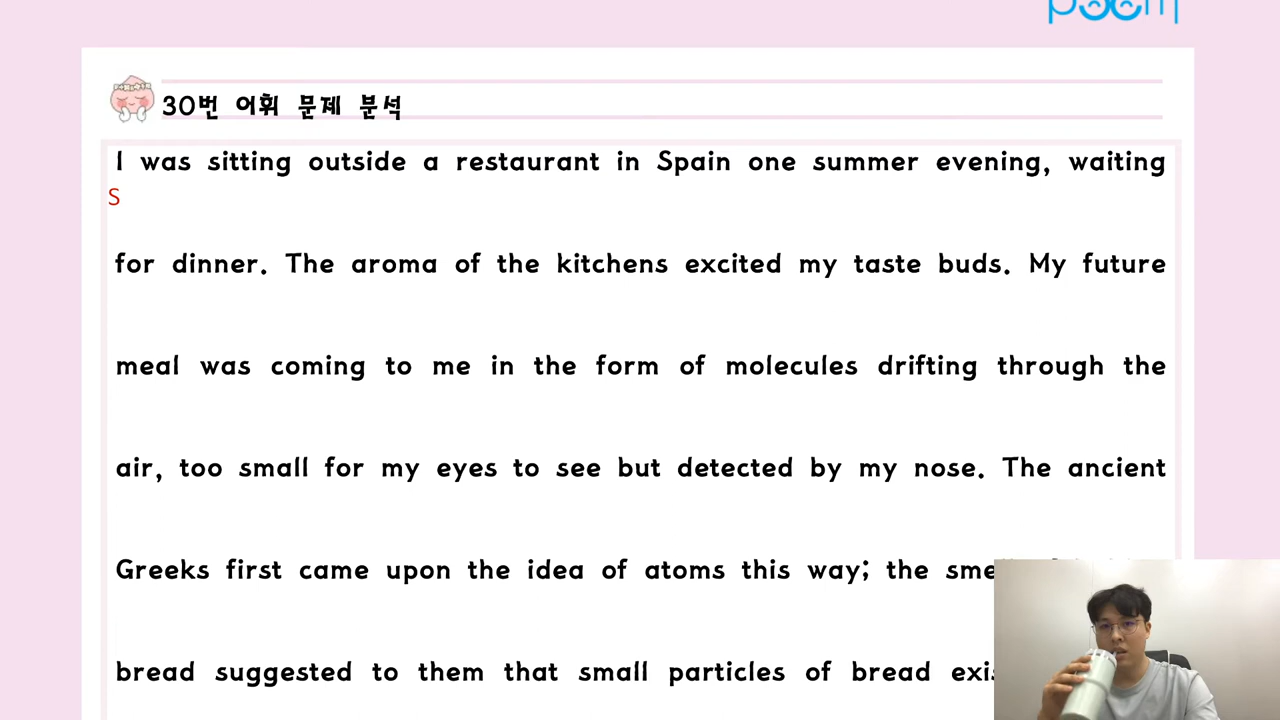 30번 어휘 문제 분석
I was sitting outside a restaurant in Spain one summer evening, waiting
S
for dinner. The aroma of the kitchens excited my taste buds. My future
meal was coming to me in the form of molecules drifting through the
air, too small for my eyes to see but detected by my nose. The ancient
Greeks first came upon the idea of atoms this way; the
bread suggested to them that small particles of bread